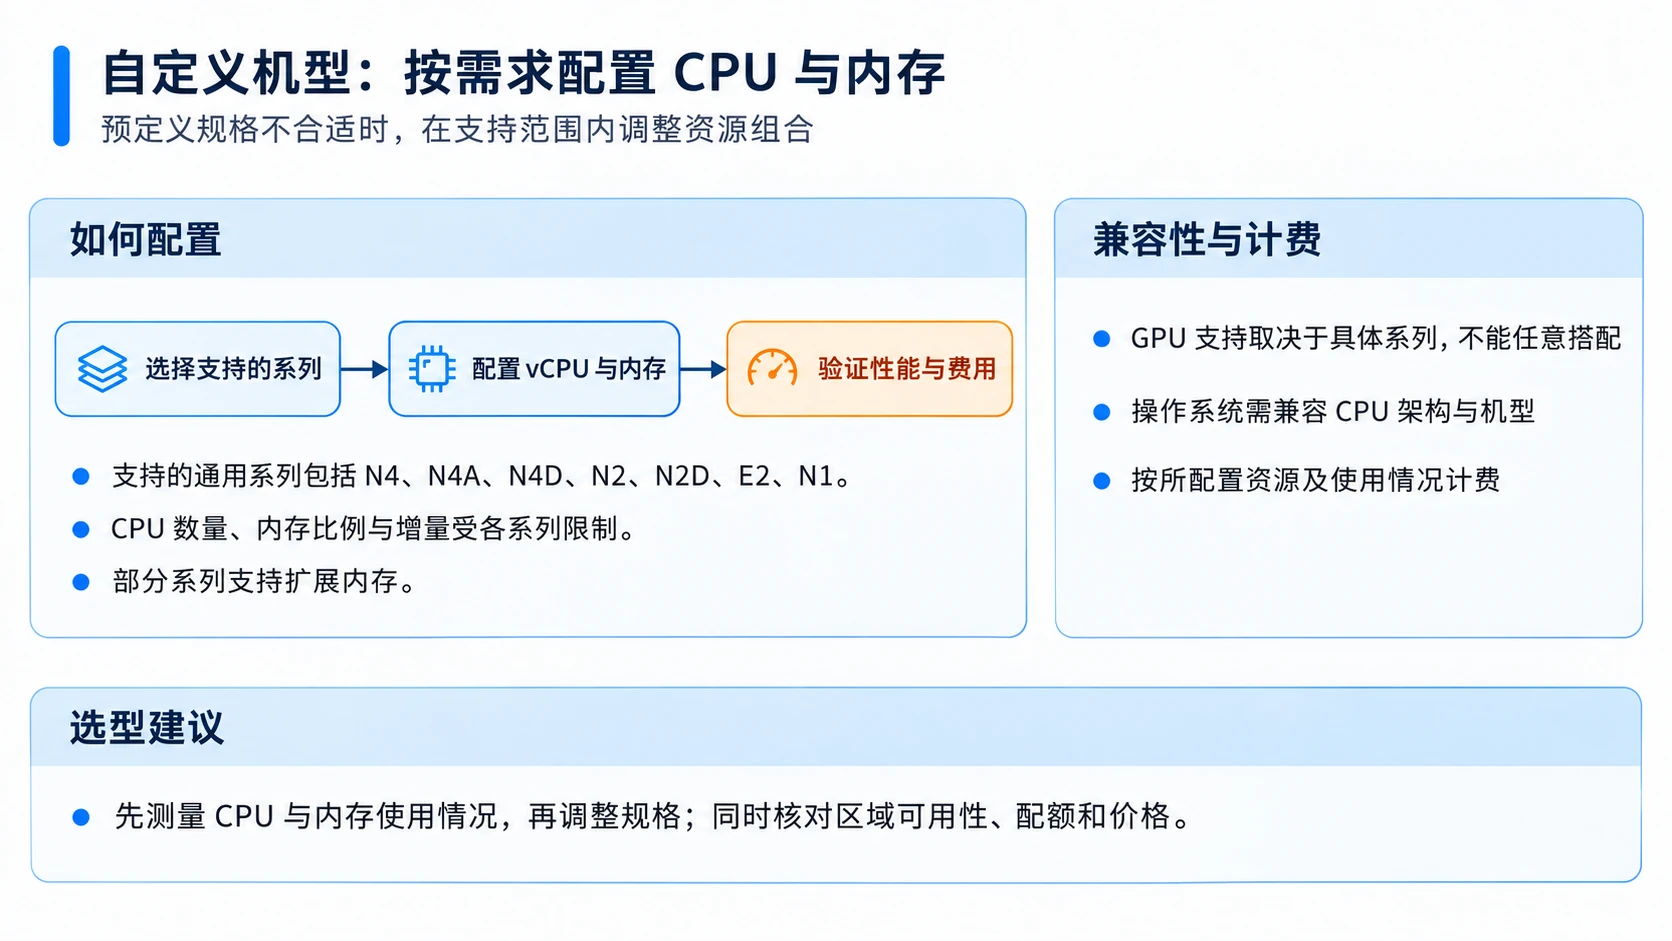 自定义机型：按需求配置 CPU 与内存
预定义规格不合适时，在支持范围内调整资源组合
如何配置
选择支持的系列
配置 vCPU 与内存
验证性能与费用
支持的通用系列包括 N4、N4A、N4D、N2、N2D、E2、N1。
CPU 数量、内存比例与增量受各系列限制。
部分系列支持扩展内存。
兼容性与计费
GPU 支持取决于具体系列，不能任意搭配
操作系统需兼容 CPU 架构与机型
按所配置资源及使用情况计费
选型建议
先测量 CPU 与内存使用情况，再调整规格；同时核对区域可用性、配额和价格。